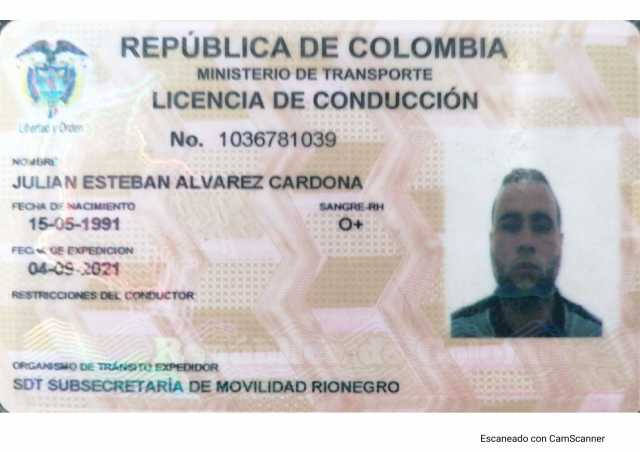 REPÚBLICA DE COLOMBIA
MINISTERIO DE TRANSPORTE
LICENCIA DE CONDUCCIÓN
Libertad y Orden
No. 1036781039
NOMBRE
JULIAN ESTEBAN ALVAREZ CARDONA
FECHA DE NACIMIENTO SANGRE-RH
15-05-1991 O+
FECHA DE EXPEDICION
04-09-2021
RESTRICCIONES DEL CONDUCTOR
República de Colo
ORGANISMO DE TRÁNSITO EXPEDIDOR
SDT SUBSECRETARÍA DE MOVILIDAD RIONEGRO
Escaneado con CamScanner